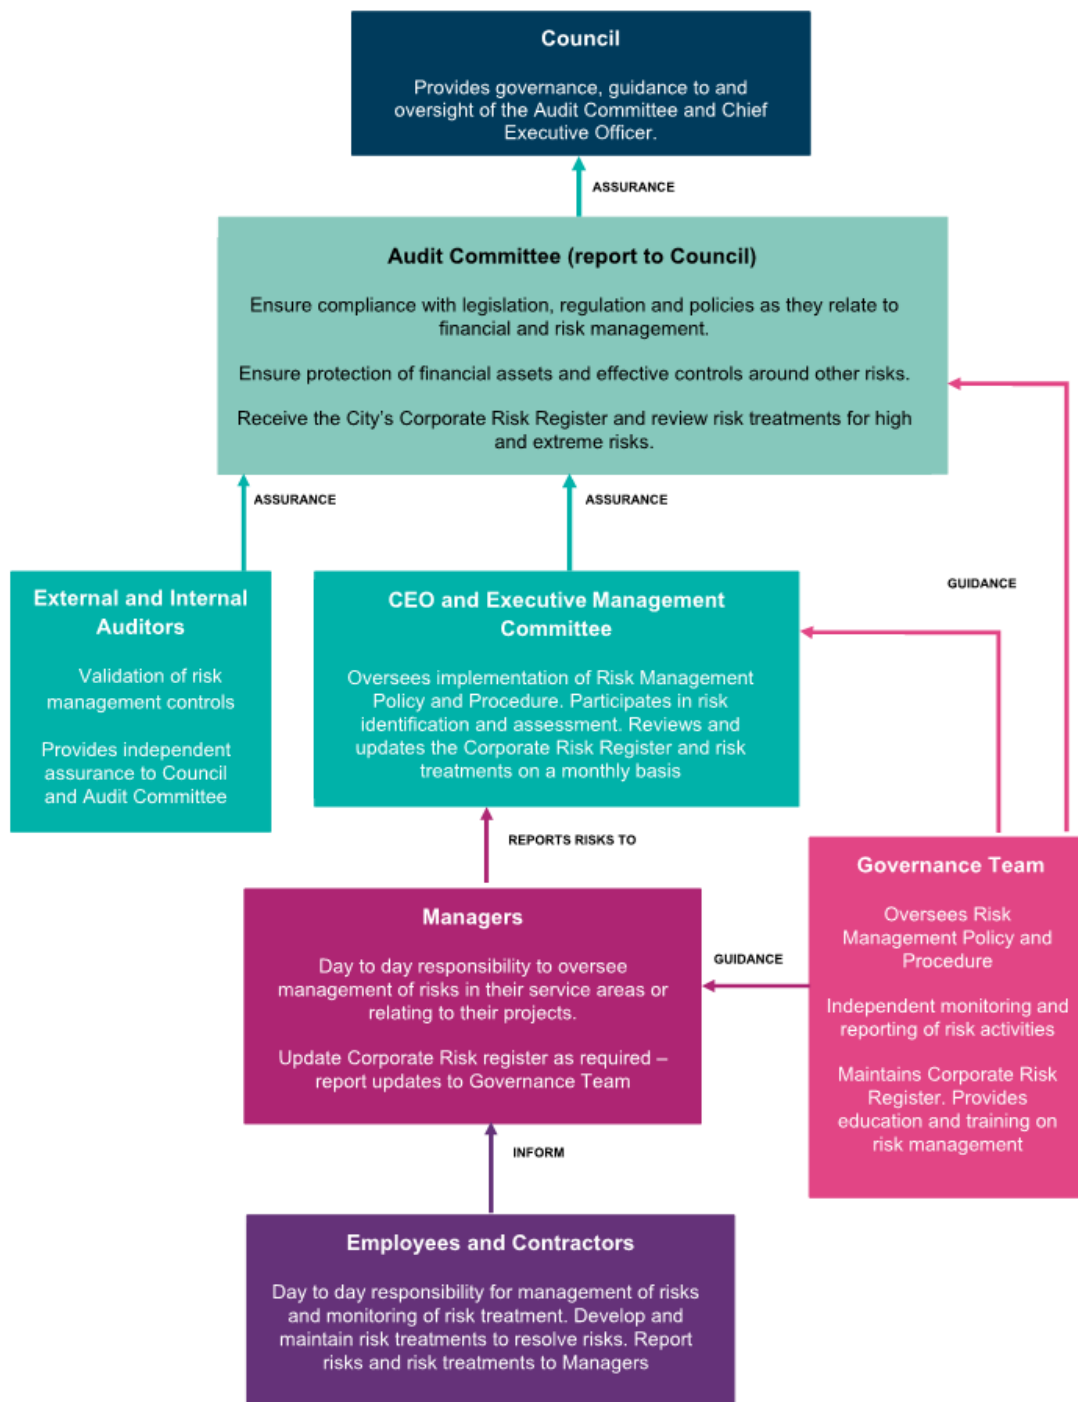 Council
Provides governance, guidance to and
oversight of the Audit Committee and Chief
Executive Officer.
ASSURANCE
Audit Committee (report to Council)
Ensure compliance with legislation, regulation and policies as they relate to
financial and risk management.
Ensure protection of financial assets and effective controls around other risks.
Receive the City’s Corporate Risk Register and review risk treatments for high
and extreme risks.
ASSURANCE
ASSURANCE
GUIDANCE
External and Internal
Auditors
Validation of risk
management controls
Provides independent
assurance to Council
and Audit Committee
CEO and Executive Management
Committee
Oversees implementation of Risk Management
Policy and Procedure. Participates in risk
identification and assessment. Reviews and
updates the Corporate Risk Register and risk
treatments on a monthly basis
REPORTS RISKS TO
Governance Team
Oversees Risk
Management Policy and
Procedure
Independent monitoring and
reporting of risk activities
Maintains Corporate Risk
Register. Provides
education and training on
risk management
Managers
Day to day responsibility to oversee
management of risks in their service areas or
relating to their projects.
Update Corporate Risk register as required –
report updates to Governance Team
GUIDANCE
INFORM
Employees and Contractors
Day to day responsibility for management of risks
and monitoring of risk treatment. Develop and
maintain risk treatments to resolve risks. Report
risks and risk treatments to Managers